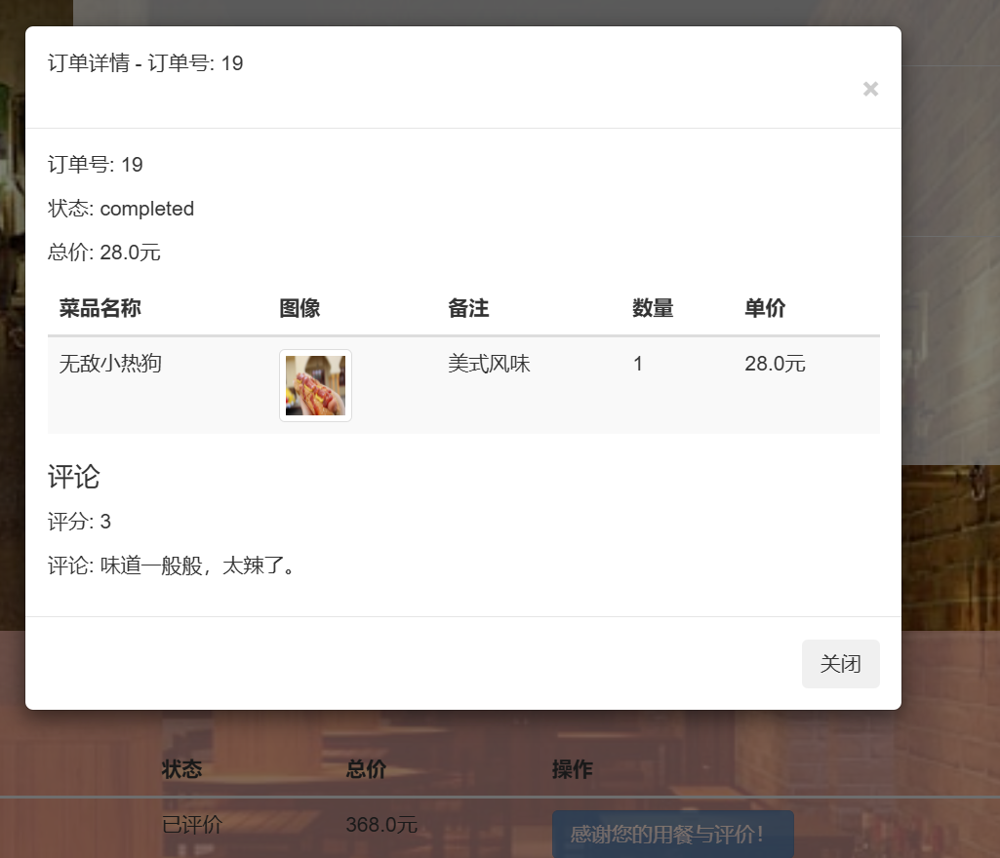 订单详情 - 订单号: 19
×
订单号: 19
状态: completed
总价: 28.0元
菜品名称 图像 备注 数量 单价
无敌小热狗 美式风味 1 28.0元
评论
评分: 3
评论: 味道一般般，太辣了。
关闭
状态 总价 操作
已评价 368.0元 感谢您的用餐与评价！